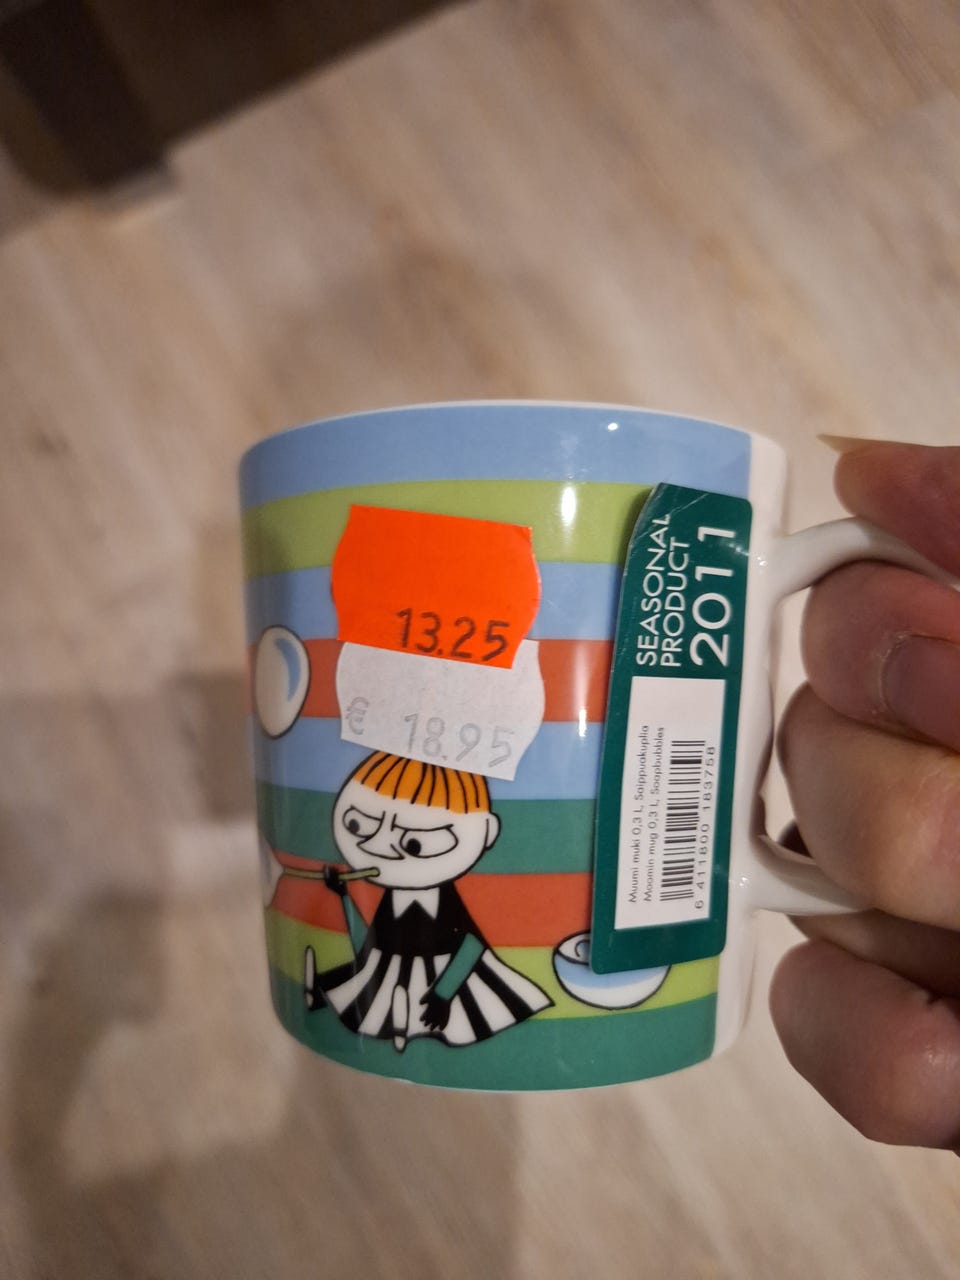 13.25
€ 18.95
SEASONAL
PRODUCT
2011
Muumi muki 0,3 L, Saippuakuplia
Moomin mug 0,3 L, Soapbubbles
6 411800 183758